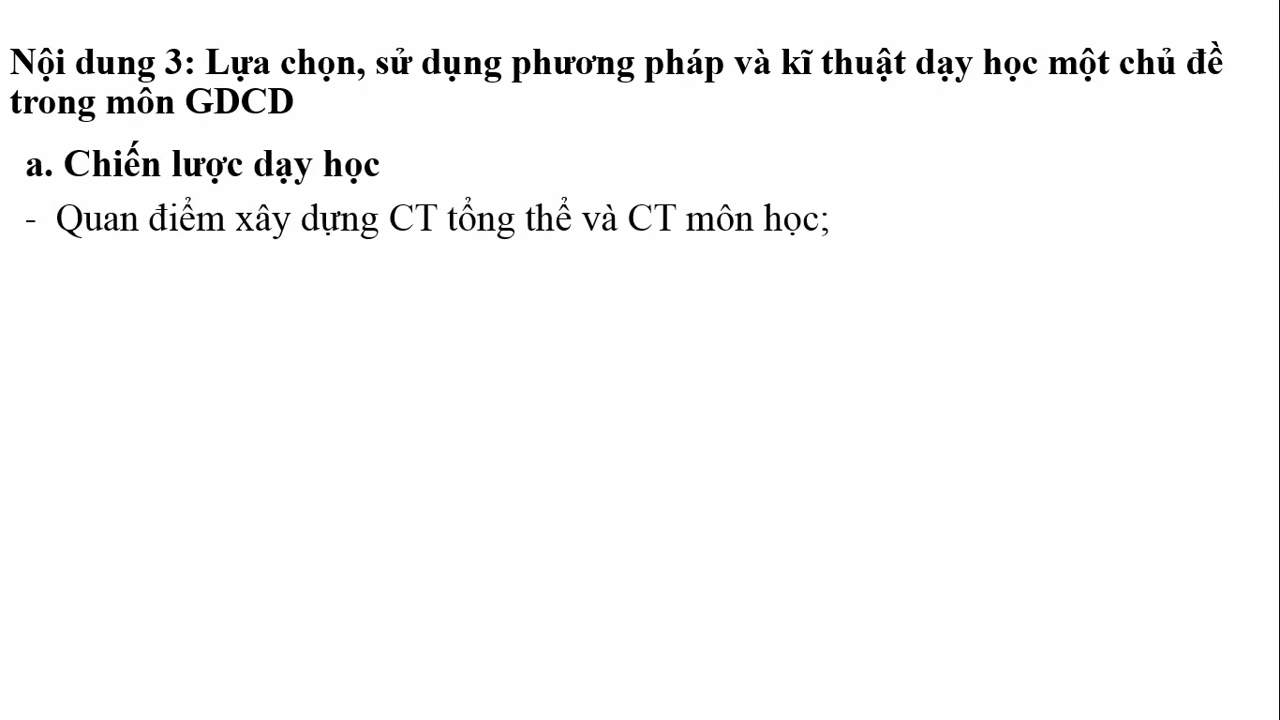 Nội dung 3: Lựa chọn, sử dụng phương pháp và kĩ thuật dạy học một chủ đề
trong môn GDCD
a. Chiến lược dạy học
- Quan điểm xây dựng CT tổng thể và CT môn học;